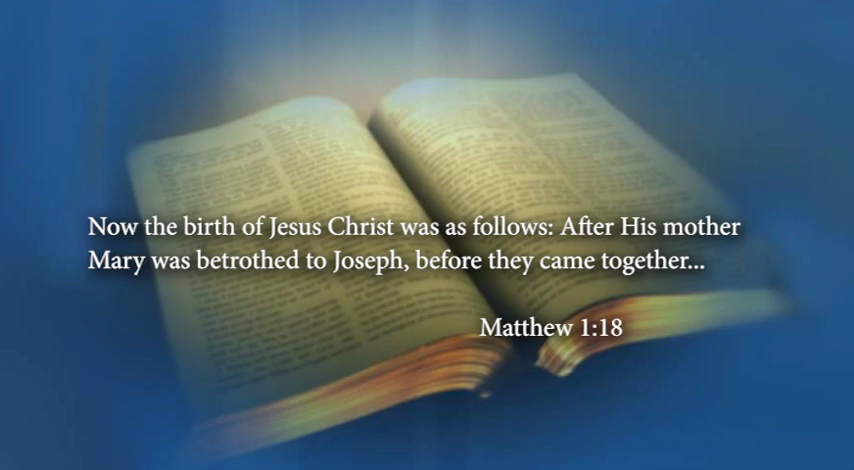 Now the birth of Jesus Christ was as follows: After His mother
Mary was betrothed to Joseph, before they came together...
Matthew 1:18